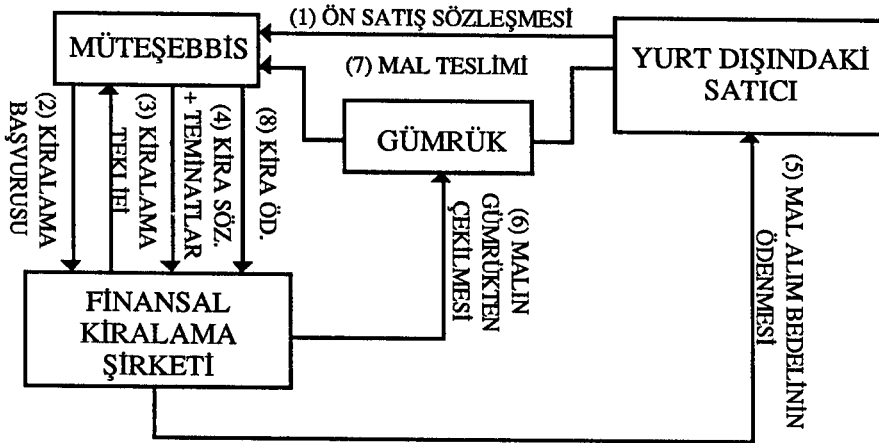 (1) ÖN SATIŞ SÖZLEŞMESİ
MÜTEŞEBBİS
(7) MAL TESLİMİ
YURT DIŞINDAKİ
SATICI
GÜMRÜK
(2) KİRALAMA
BAŞVURUSU
(3) KİRALAMA
TEKLİFİ
(4) KİRA SÖZ.
+ TEMİNATLAR
(8) KİRA ÖD.
(6) MALIN
GÜMRÜKTEN
ÇEKİLMESİ
(5) MAL ALIM BEDELİNİN
ÖDENMESİ
FİNANSAL
KİRALAMA
ŞİRKETİ